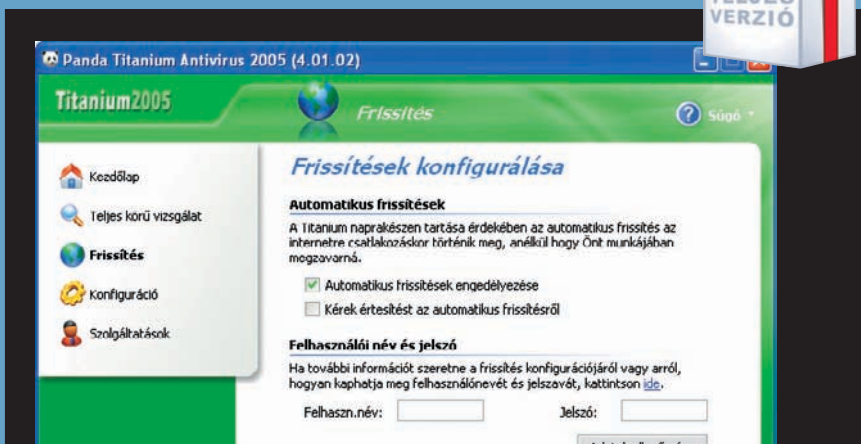 VERZIÓ
Panda Titanium Antivirus 2005 (4.01.02)
Titanium2005
Frissítés
Súgó
Kezdőlap
Teljes körű vizsgálat
Frissítés
Konfiguráció
Szolgáltatások
Frissítések konfigurálása
Automatikus frissítések
A Titanium naprakészen tartása érdekében az automatikus frissítés az
internetre csatlakozáskor történik meg, anélkül hogy Önt munkájában
megzavarná.
Automatikus frissítések engedélyezése
Kérek értesítést az automatikus frissítésről
Felhasználói név és jelszó
Ha további információt szeretne a frissítés konfigurációjáról vagy arról,
hogyan kaphatja meg felhasználónevét és jelszavát, kattintson ide.
Felhaszn.név:
Jelszó: